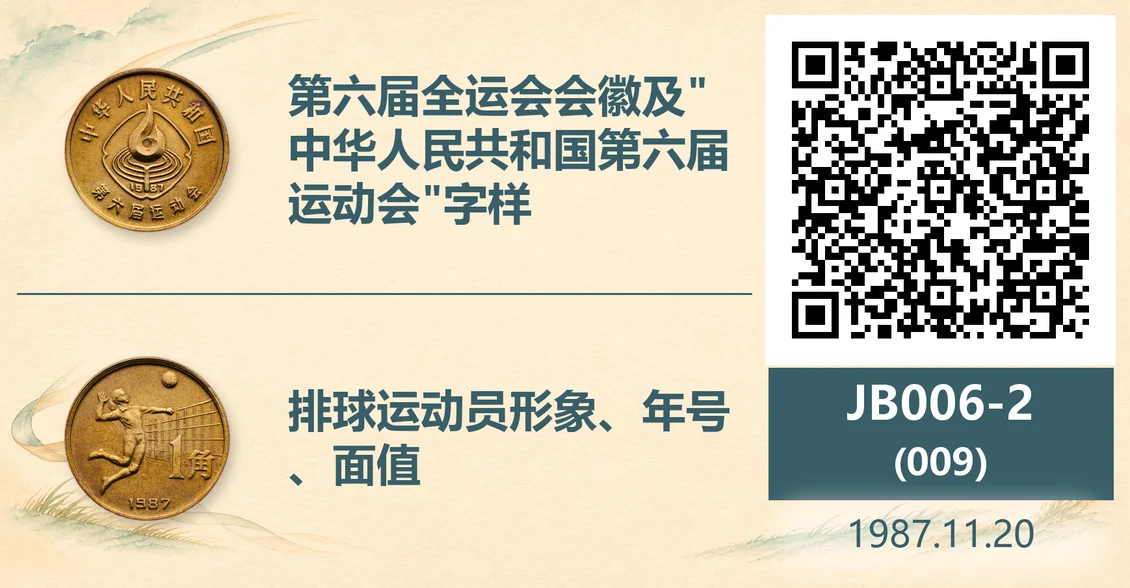 中华人民共和国
1987
第六届运动会
第六届全运会会徽及"
中华人民共和国第六届
运动会"字样
1角
1987
排球运动员形象、年号
、面值
JB006-2
(009)
1987.11.20